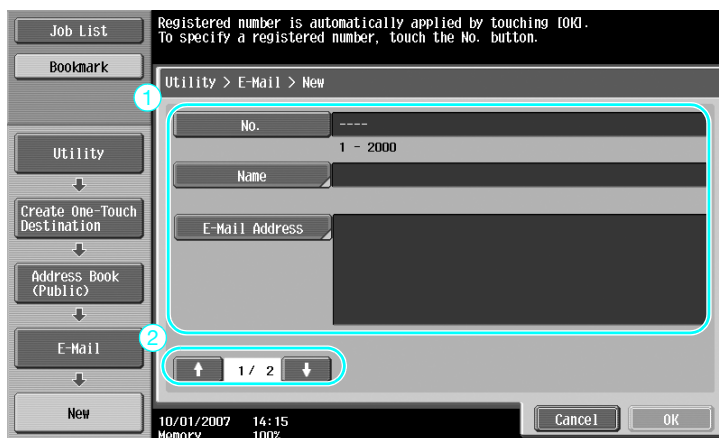 Job List
Bookmark
Registered number is automatically applied by touching [OK].
To specify a registered number, touch the No. button.
Utility > E-Mail > New
1
No.
----
1 - 2000
Name
E-Mail Address
Utility
Create One-Touch
Destination
Address Book
(Public)
E-Mail
New
2
1/ 2
10/01/2007 14:15
Memory 100%
Cancel
OK